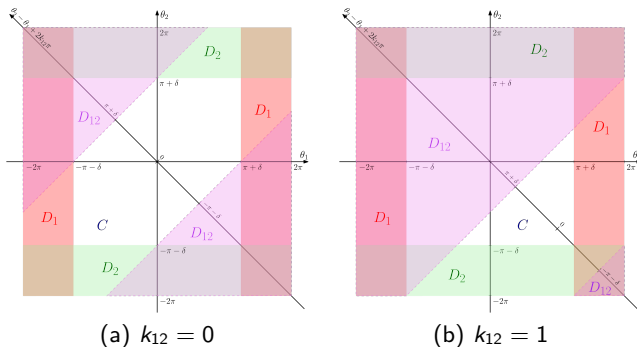 θ₂ - θ₁ + 2k₁₂π
θ₂
2π
D₂
π + δ
π + δ
D₁₂
D₁
θ₁
-2π
-π - δ
0
π + δ
2π
-π - δ
D₁
C
D₁₂
-π - δ
D₂
-2π
(a) k₁₂ = 0
θ₂ - θ₁ + 2k₁₂π
θ₂
2π
D₂
π + δ
D₁₂
D₁
θ₁
-2π
-π - δ
π + δ
π + δ
2π
D₁
C
0
-π - δ
-π - δ
D₂
D₁₂
-2π
(b) k₁₂ = 1